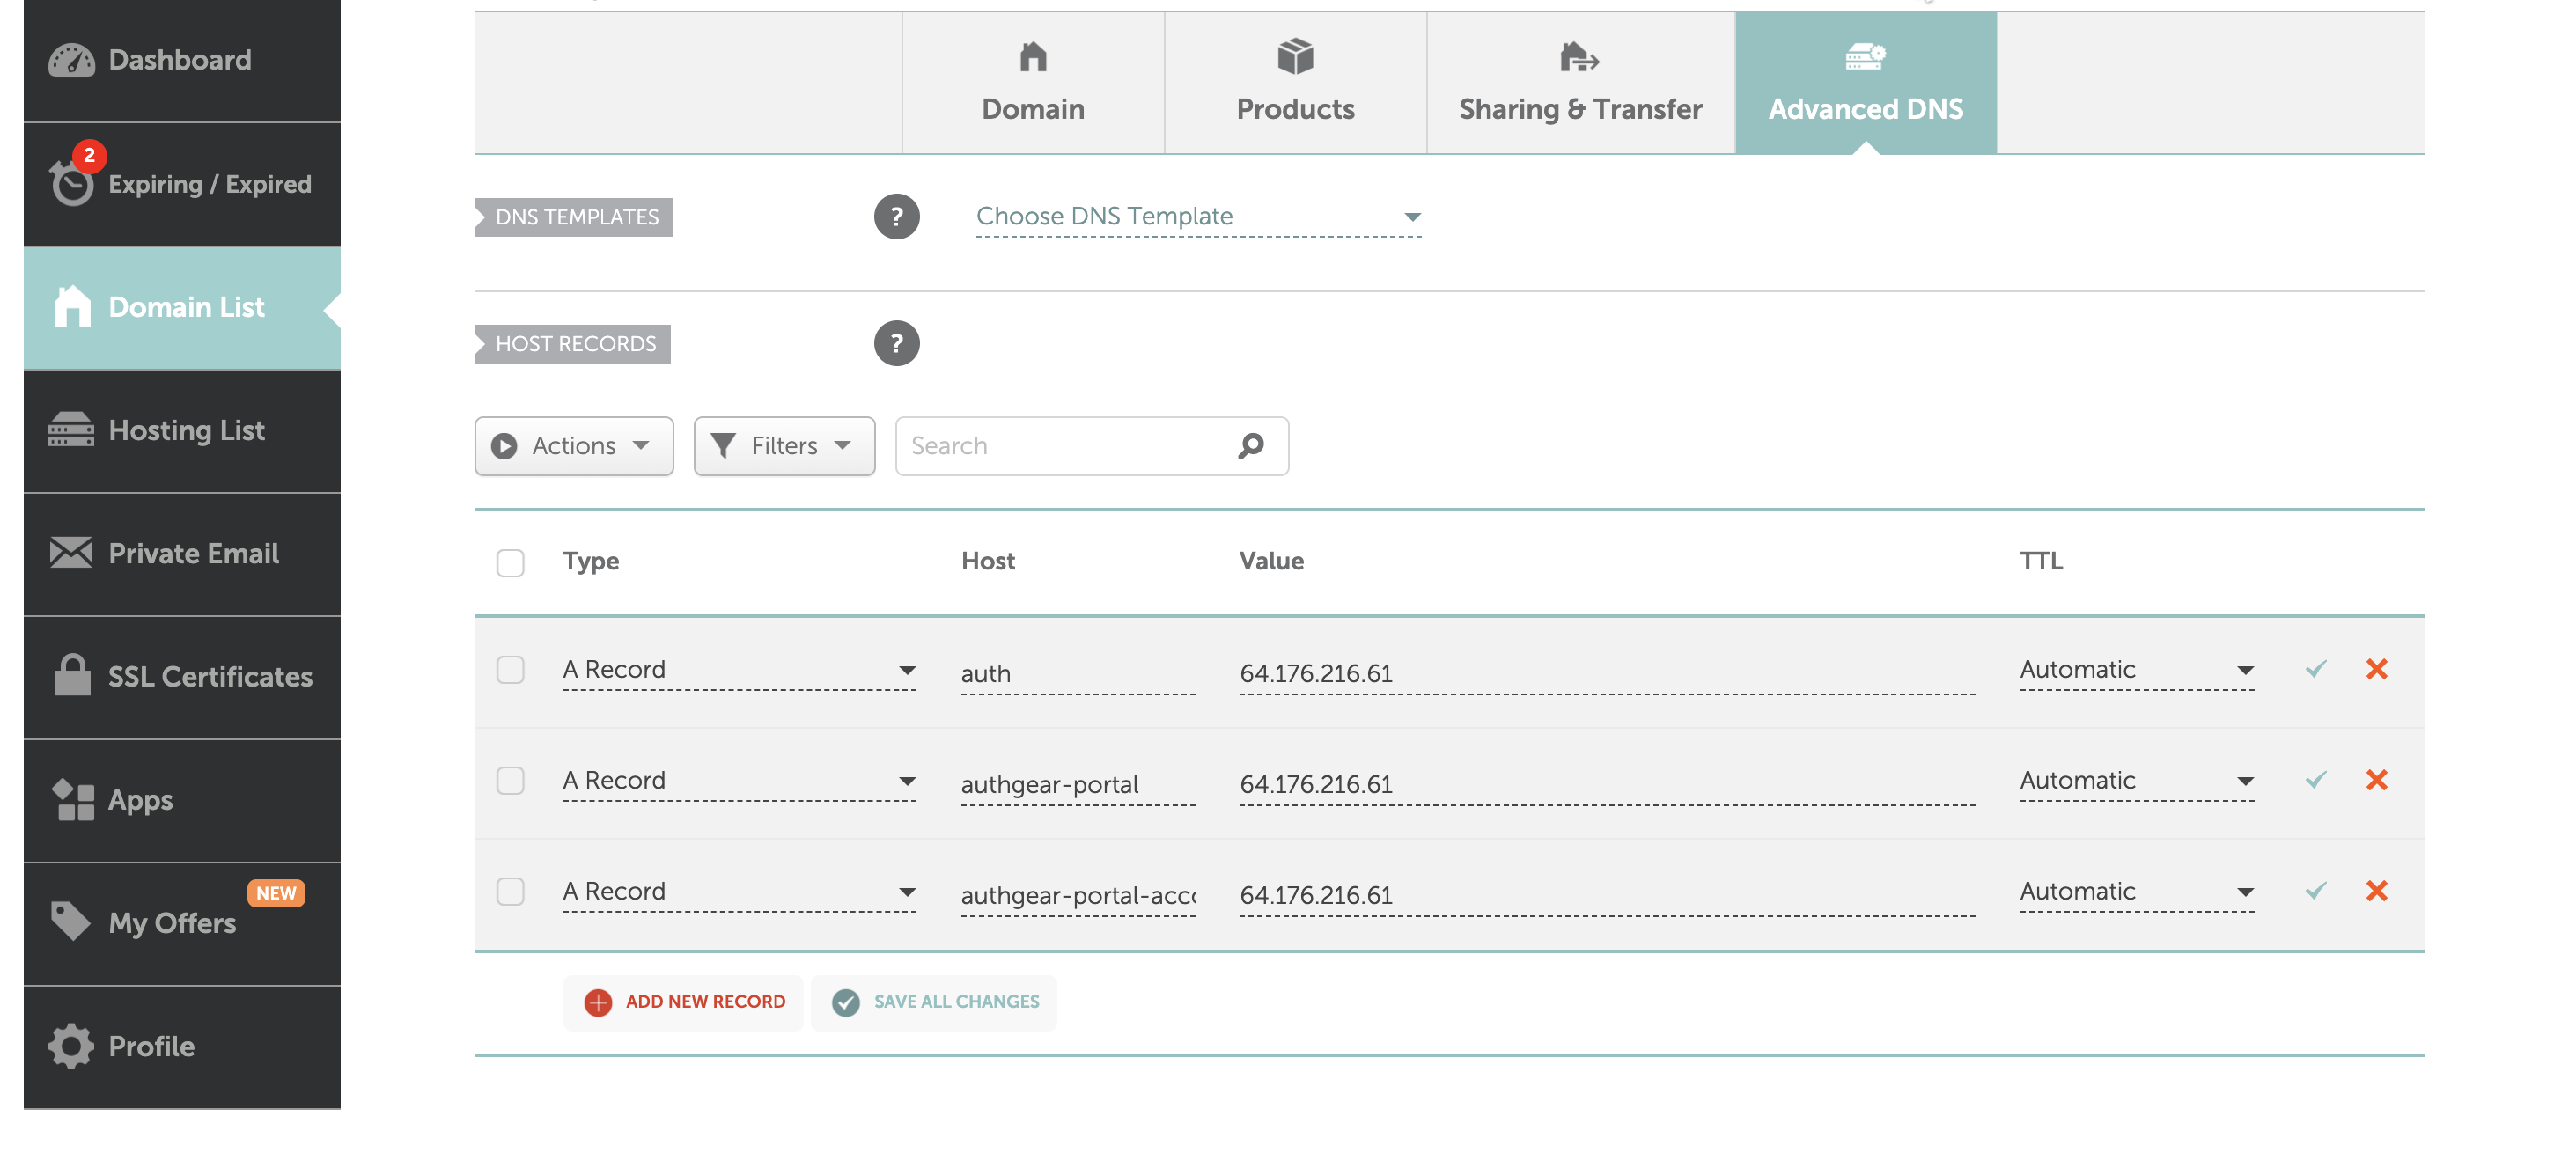 Dashboard
2
Expiring / Expired
Domain List
Hosting List
Private Email
SSL Certificates
Apps
NEW
My Offers
Profile
Domain
Products
Sharing & Transfer
Advanced DNS
DNS TEMPLATES
?
Choose DNS Template
HOST RECORDS
?
Actions
Filters
Search
Type Host Value TTL
A Record auth 64.176.216.61 Automatic
A Record authgear-portal 64.176.216.61 Automatic
A Record authgear-portal-acc 64.176.216.61 Automatic
ADD NEW RECORD
SAVE ALL CHANGES